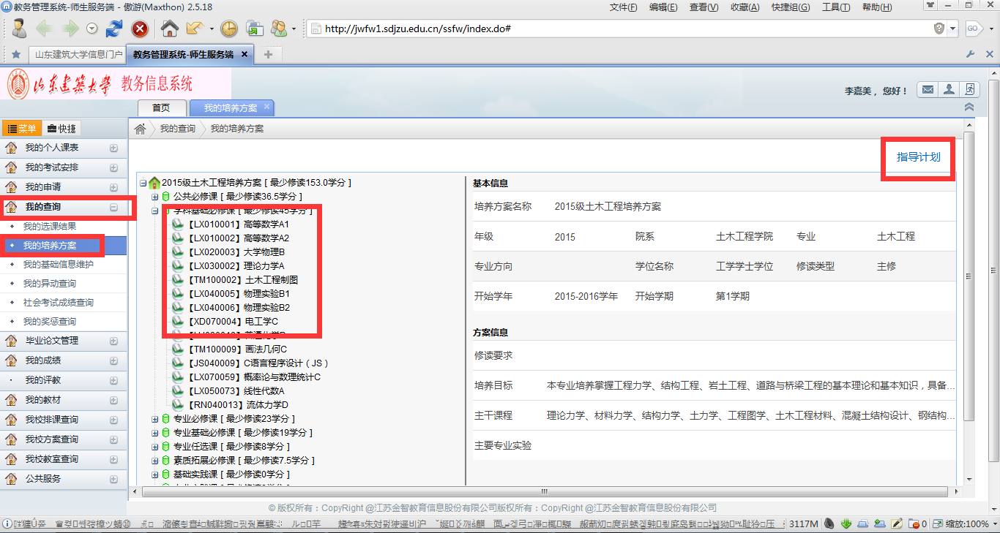 教务管理系统-师生服务端 - 傲游(Maxthon) 2.5.18
文件(F) 编辑(E) 查看(V) 收藏(A) 快捷组(G) 工具(T) 帮助(H)
http://jwfw1.sdjzu.edu.cn/ssfw/index.do#
GO
山东建筑大学信息门户 教务管理系统-师生服务端
山东建筑大学 教务信息系统
李嘉美，您好！
首页 我的培养方案
菜单 快捷
我的查询 我的培养方案
我的个人课表
我的考试安排
我的申请
我的查询
我的选课结果
我的培养方案
我的基础信息维护
我的异动查询
社会考试成绩查询
我的奖惩查询
毕业论文管理
我的成绩
我的评教
我的教材
我校排课查询
我校方案查询
我校教室查询
公共服务
指导计划
2015级土木工程培养方案 [ 最少修读153.0学分 ]
公共必修课 [ 最少修读36.5学分 ]
学科基础必修课 [ 最少修读45学分 ]
【LX010001】高等数学A1
【LX010002】高等数学A2
【LX020003】大学物理B
【LX030002】理论力学A
【TM100002】土木工程制图
【LX040005】物理实验B1
【LX040006】物理实验B2
【XD070004】电工学C
【TM100009】画法几何C
【JS040009】C语言程序设计（JS）
【LX070059】概率论与数理统计C
【LX050073】线性代数A
【RN040013】流体力学D
专业必修课 [ 最少修读23学分 ]
专业基础必修课 [ 最少修读19学分 ]
专业任选课 [ 最少修读8学分 ]
素质拓展必修课 [ 最少修读7.5学分 ]
基础实践课 [ 最少修读0学分 ]
基本信息
培养方案名称 2015级土木工程培养方案
年级 2015 院系 土木工程学院 专业 土木工程
专业方向 学位名称 工学学士学位 修读类型 主修
开始学年 2015-2016学年 开始学期 第1学期
方案信息
修读要求
培养目标 本专业培养掌握工程力学、结构工程、岩土工程、道路与桥梁工程的基本理论和基本知识，具备...
主干课程 理论力学、材料力学、结构力学、土力学、工程图学、土木工程材料、混凝土结构设计、钢结构...
主要专业实验
© 版权所有：CopyRight @江苏金智教育信息股份有限公司版权所有：CopyRight @江苏金智教育信息股份有限公司
3117M 0 缩放:100%